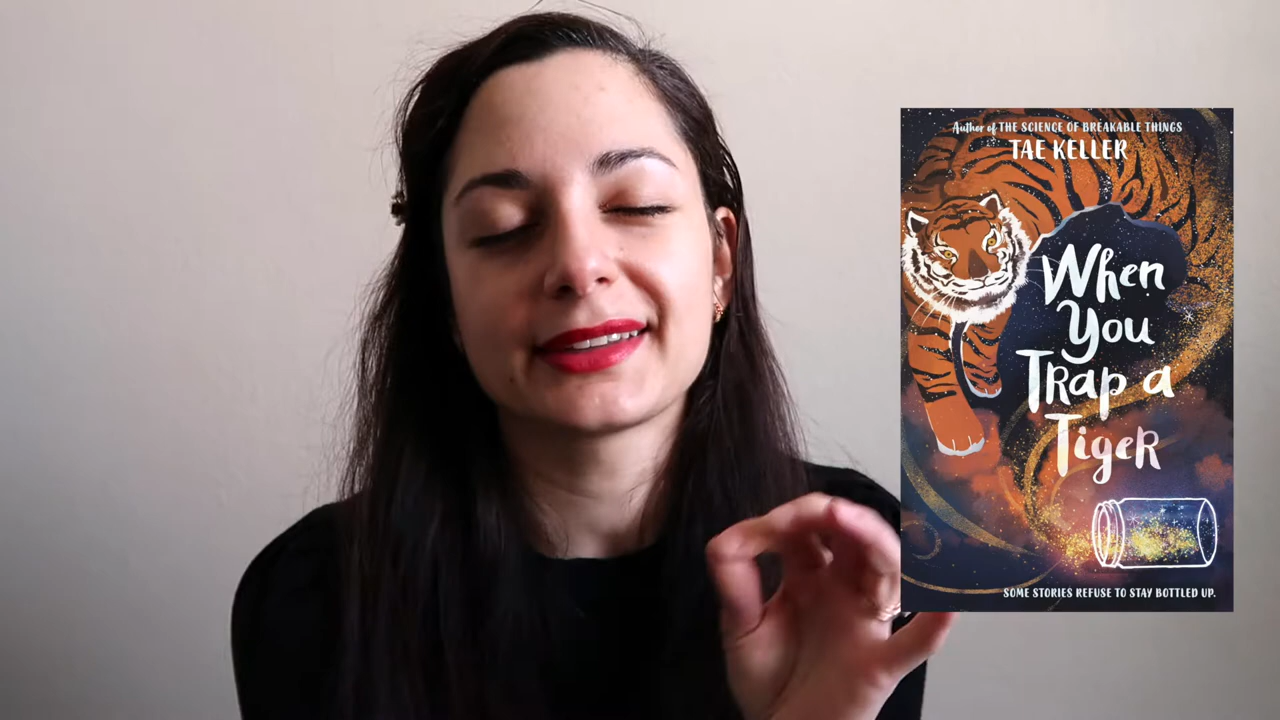 Author of THE SCIENCE OF BREAKABLE THINGS
TAE KELLER
When
You
TRap a
TigeR
SOME STORIES REFUSE TO STAY BOTTLED UP.